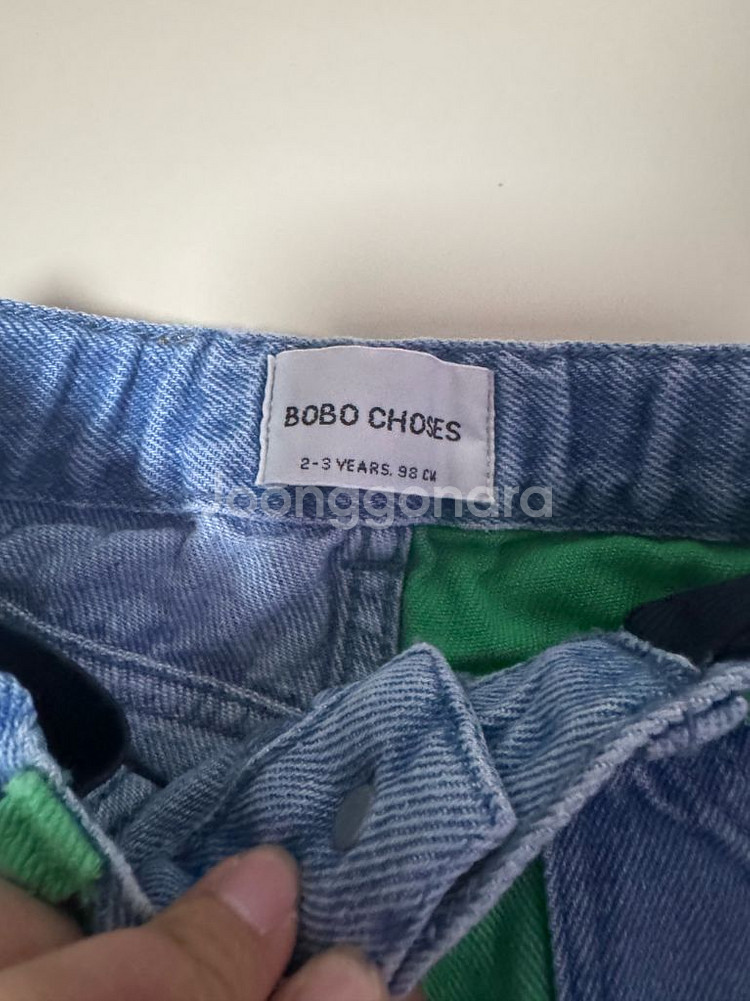 BOBO CHOSES
2-3 YEARS. 98 CM
Joonggonara